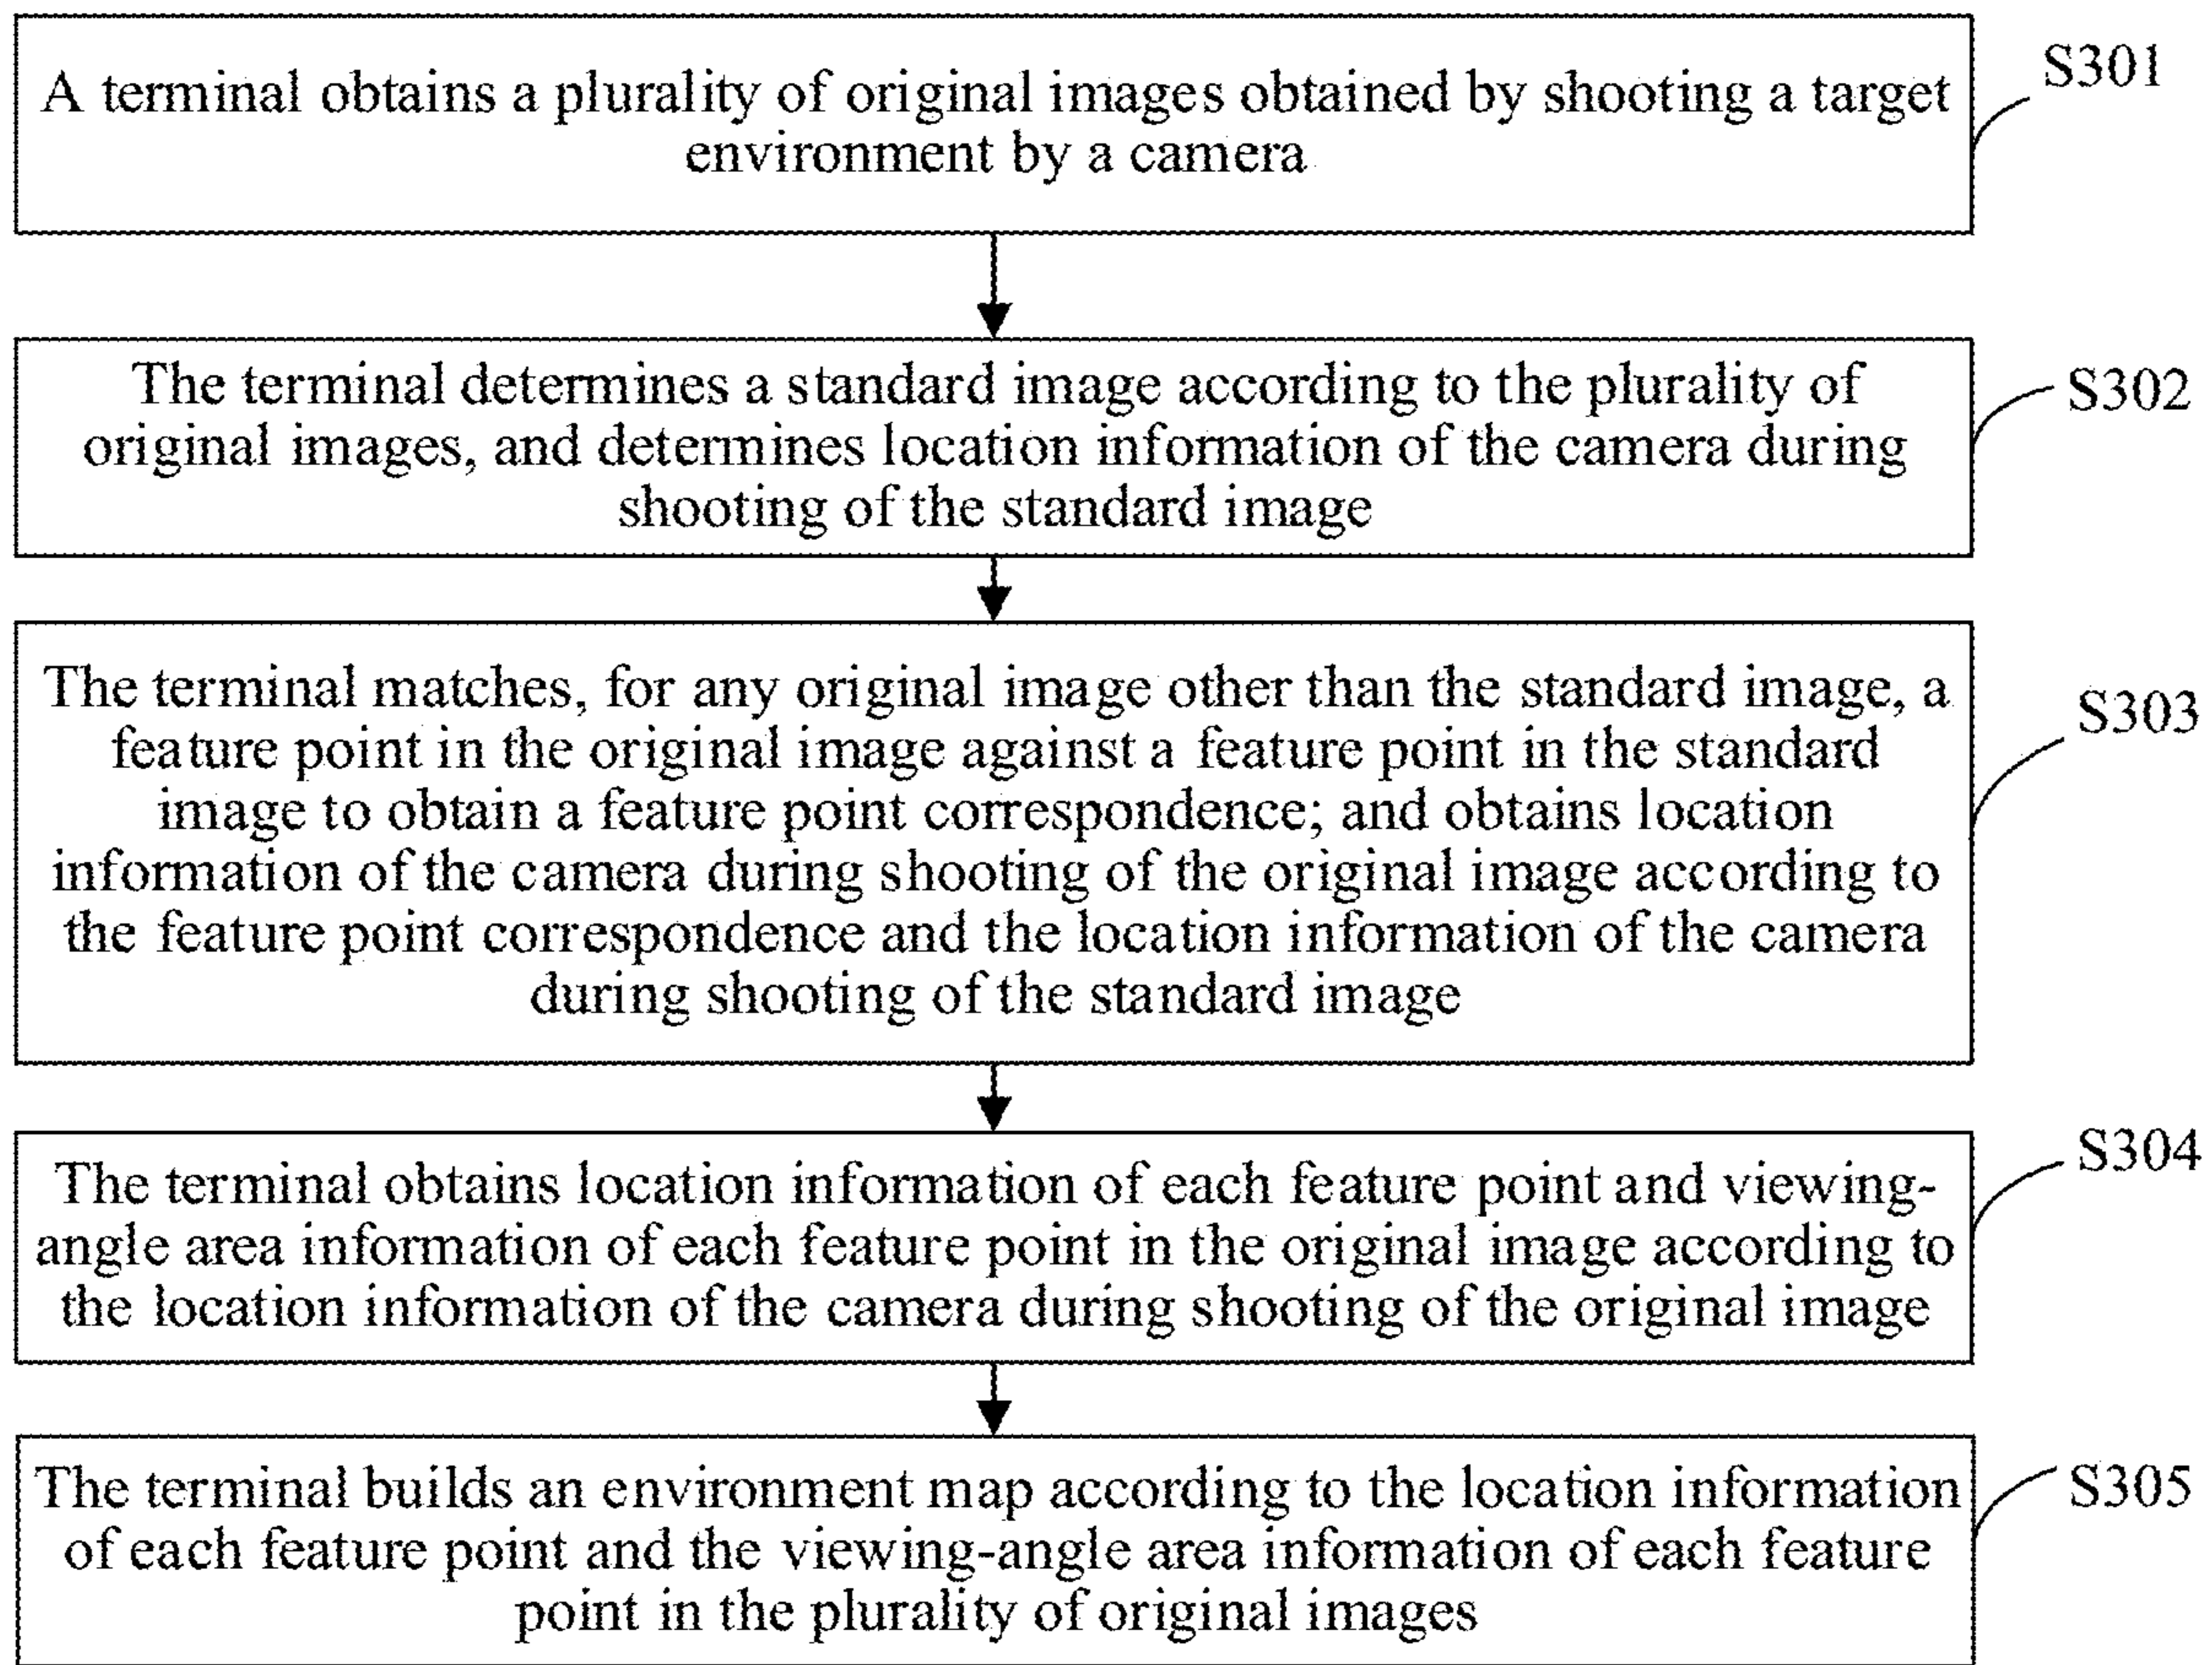 A terminal obtains a plurality of original images obtained by shooting a target
environment by a camera
S301
The terminal determines a standard image according to the plurality of
original images, and determines location information of the camera during
shooting of the standard image
S302
The terminal matches, for any original image other than the standard image, a
feature point in the original image against a feature point in the standard
image to obtain a feature point correspondence; and obtains location
information of the camera during shooting of the original image according to
the feature point correspondence and the location information of the camera
during shooting of the standard image
S303
The terminal obtains location information of each feature point and viewing-
angle area information of each feature point in the original image according to
the location information of the camera during shooting of the original image
S304
The terminal builds an environment map according to the location information
of each feature point and the viewing-angle area information of each feature
point in the plurality of original images
S305